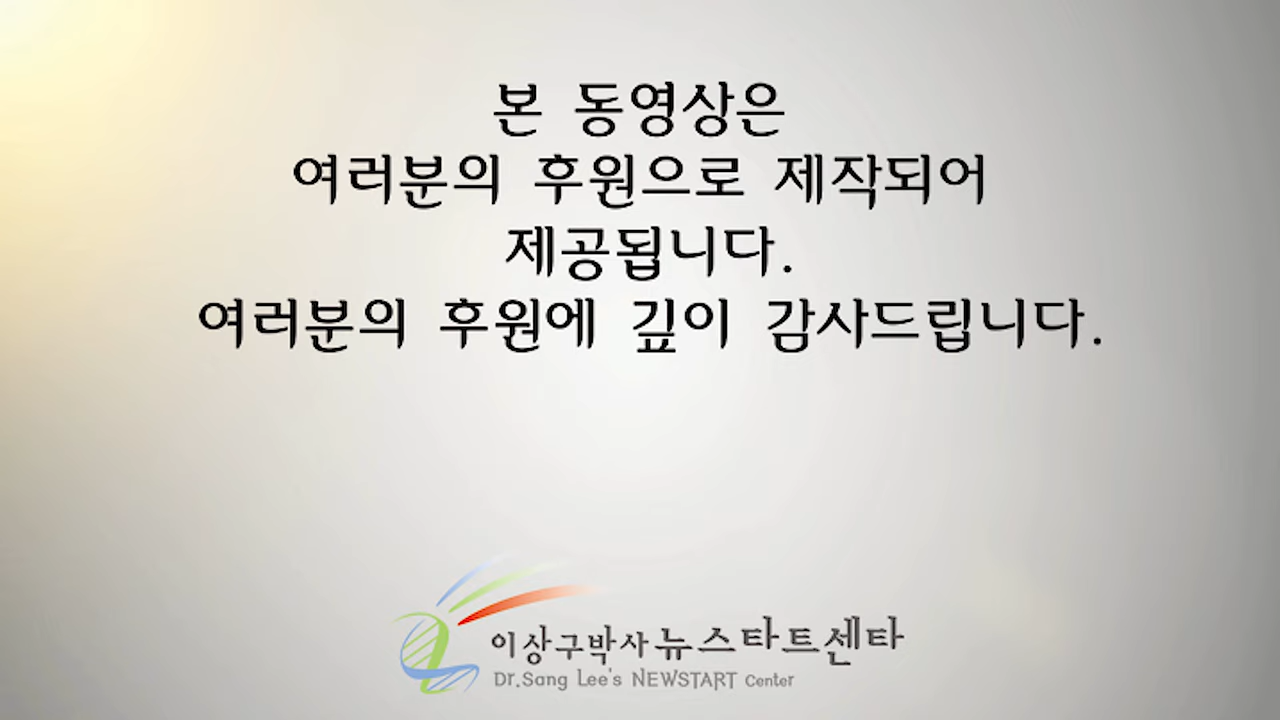 본 동영상은
여러분의 후원으로 제작되어
제공됩니다.
여러분의 후원에 깊이 감사드립니다.
이상구박사 뉴스타트센타
Dr.Sang Lee's NEWSTART Center